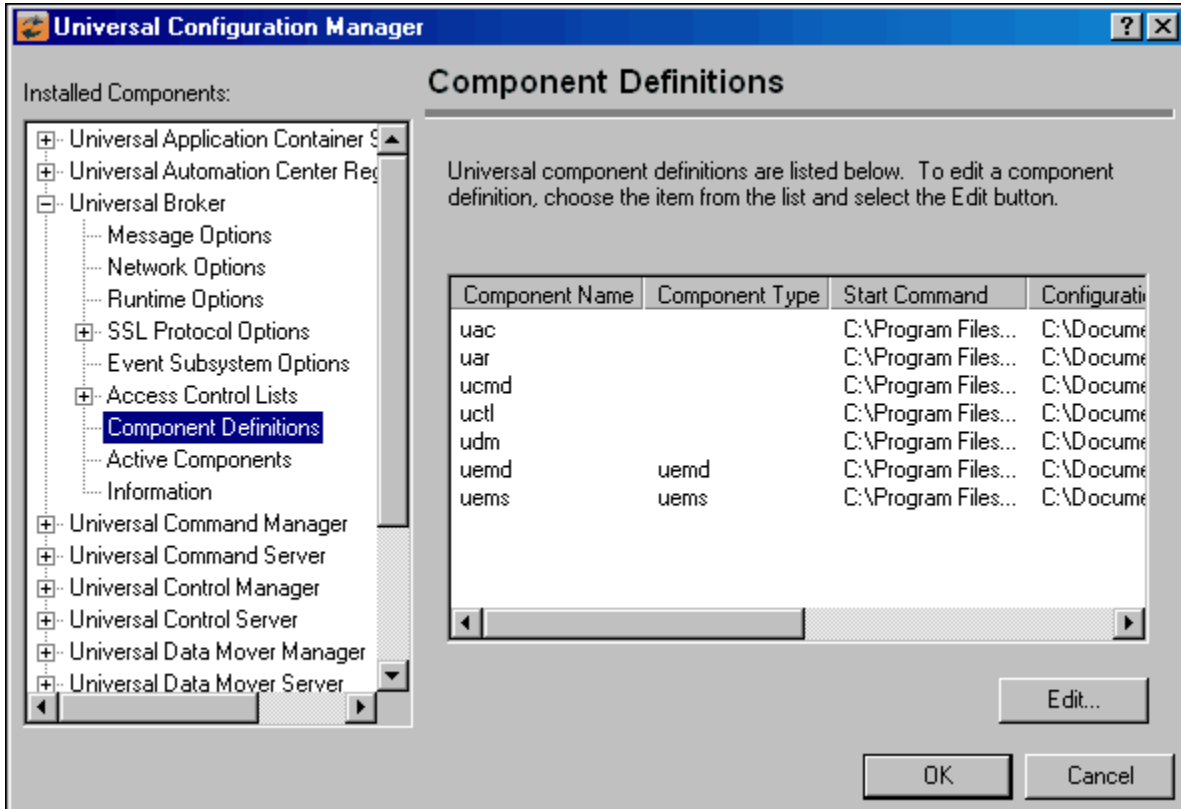 Universal Configuration Manager
Installed Components:
Universal Application Container S
Universal Automation Center Reg
Universal Broker
Message Options
Network Options
Runtime Options
SSL Protocol Options
Event Subsystem Options
Access Control Lists
Component Definitions
Active Components
Information
Universal Command Manager
Universal Command Server
Universal Control Manager
Universal Control Server
Universal Data Mover Manager
Universal Data Mover Server
Component Definitions
Universal component definitions are listed below. To edit a component
definition, choose the item from the list and select the Edit button.
Component Name Component Type Start Command Configurati
uac C:\Program Files... C:\Docume
uar C:\Program Files... C:\Docume
ucmd C:\Program Files... C:\Docume
uctl C:\Program Files... C:\Docume
udm C:\Program Files... C:\Docume
uemd uemd C:\Program Files... C:\Docume
uems uems C:\Program Files... C:\Docume
Edit...
OK Cancel